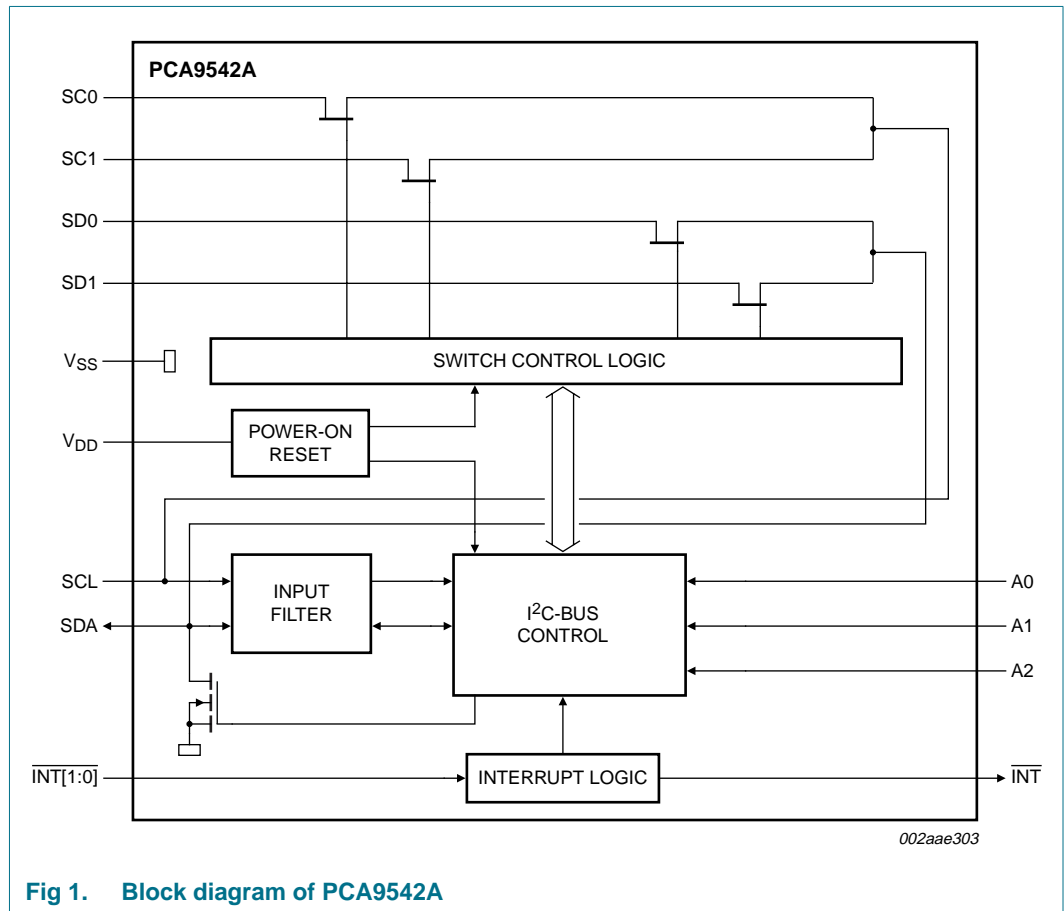 PCA9542A
SC0
SC1
SD0
SD1
VSS
SWITCH CONTROL LOGIC
VDD
POWER-ON
RESET
SCL
SDA
INPUT
FILTER
I2C-BUS
CONTROL
A0
A1
A2
INT[1:0]
INTERRUPT LOGIC
INT
002aae303
Fig 1. Block diagram of PCA9542A